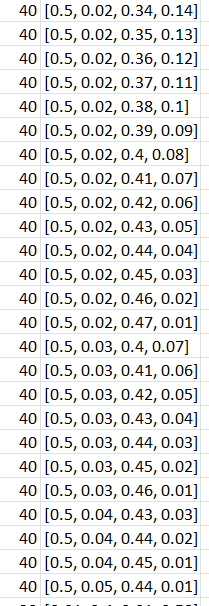 40 [0.5, 0.02, 0.34, 0.14]
40 [0.5, 0.02, 0.35, 0.13]
40 [0.5, 0.02, 0.36, 0.12]
40 [0.5, 0.02, 0.37, 0.11]
40 [0.5, 0.02, 0.38, 0.1]
40 [0.5, 0.02, 0.39, 0.09]
40 [0.5, 0.02, 0.4, 0.08]
40 [0.5, 0.02, 0.41, 0.07]
40 [0.5, 0.02, 0.42, 0.06]
40 [0.5, 0.02, 0.43, 0.05]
40 [0.5, 0.02, 0.44, 0.04]
40 [0.5, 0.02, 0.45, 0.03]
40 [0.5, 0.02, 0.46, 0.02]
40 [0.5, 0.02, 0.47, 0.01]
40 [0.5, 0.03, 0.4, 0.07]
40 [0.5, 0.03, 0.41, 0.06]
40 [0.5, 0.03, 0.42, 0.05]
40 [0.5, 0.03, 0.43, 0.04]
40 [0.5, 0.03, 0.44, 0.03]
40 [0.5, 0.03, 0.45, 0.02]
40 [0.5, 0.03, 0.46, 0.01]
40 [0.5, 0.04, 0.43, 0.03]
40 [0.5, 0.04, 0.44, 0.02]
40 [0.5, 0.04, 0.45, 0.01]
40 [0.5, 0.05, 0.44, 0.01]